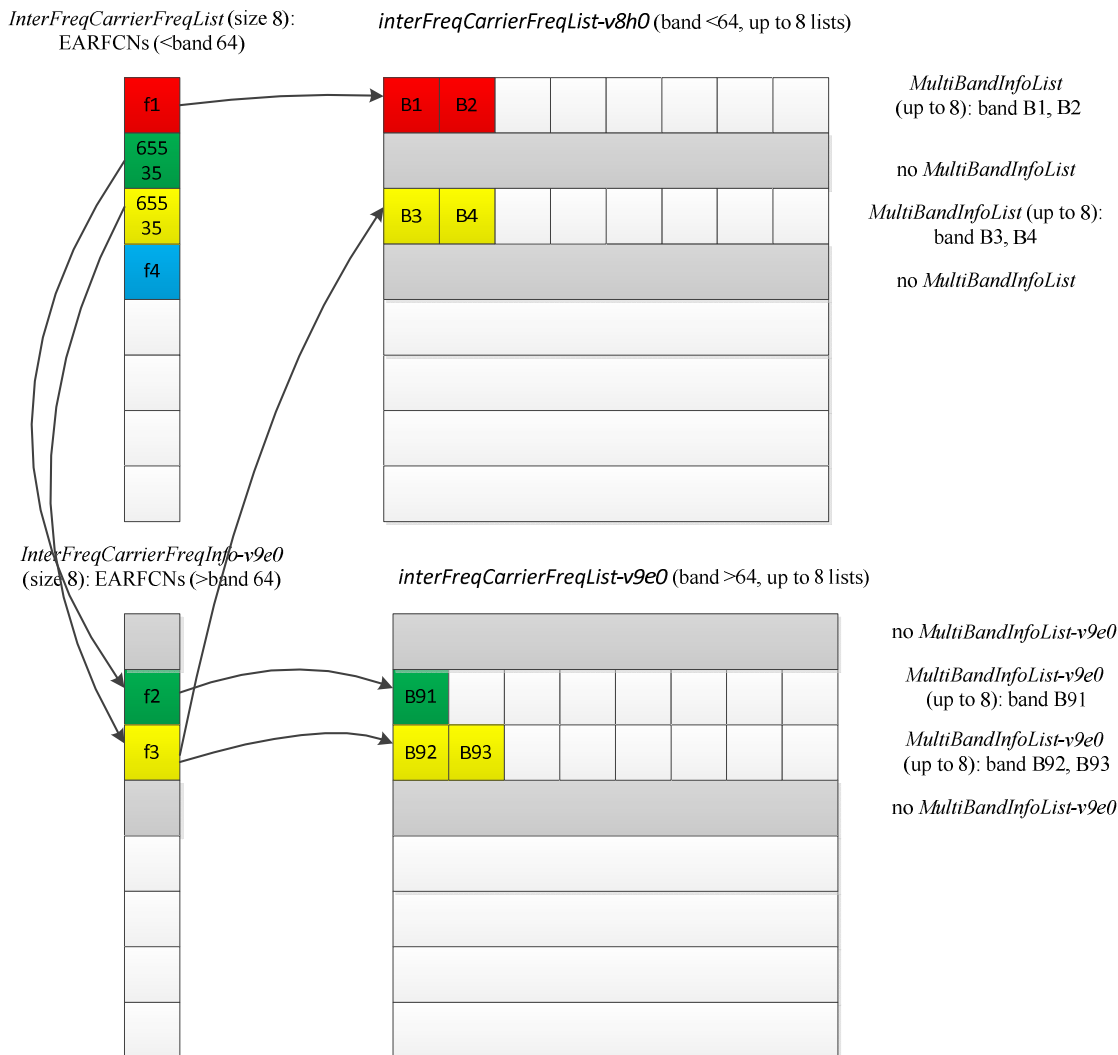 InterFreqCarrierFreqList (size 8):
EARFCNs (<band 64)
interFreqCarrierFreqList-v8h0 (band <64, up to 8 lists)
f1
B1 B2
MultiBandInfoList
(up to 8): band B1, B2
655
35
no MultiBandInfoList
655
35
B3 B4
MultiBandInfoList (up to 8):
band B3, B4
f4
no MultiBandInfoList
InterFreqCarrierFreqInfo-v9e0
(size 8): EARFCNs (>band 64)
interFreqCarrierFreqList-v9e0 (band >64, up to 8 lists)
no MultiBandInfoList-v9e0
f2
B91
MultiBandInfoList-v9e0
(up to 8): band B91
f3
B92 B93
MultiBandInfoList-v9e0
(up to 8): band B92, B93
no MultiBandInfoList-v9e0